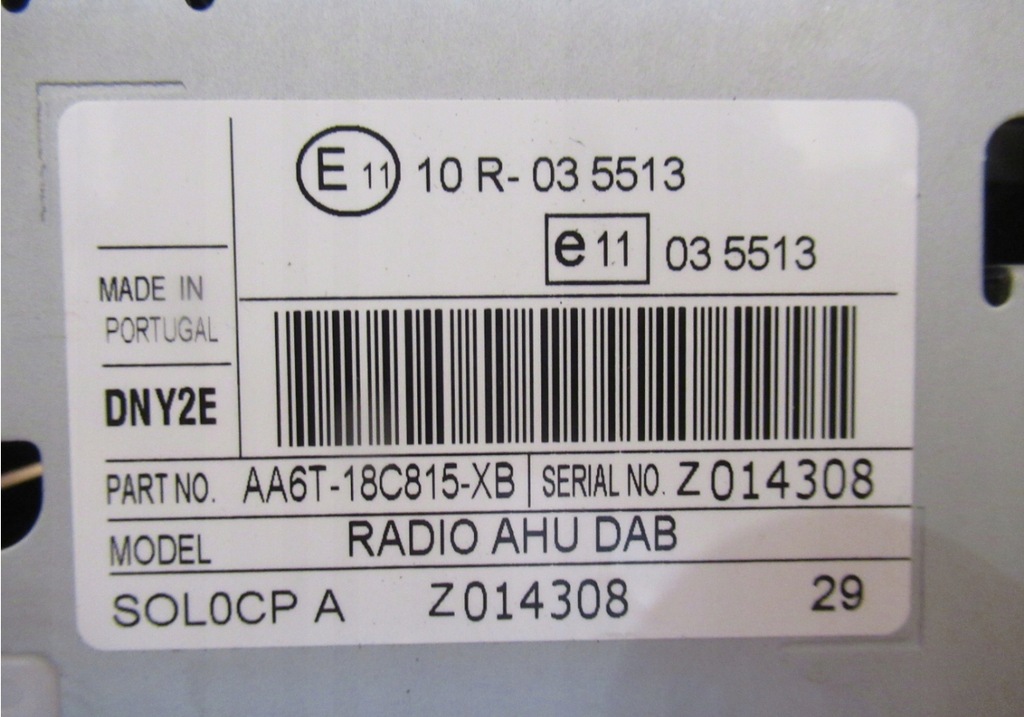 E 11 10 R- 03 5513
e 11 03 5513
MADE IN
PORTUGAL
DNY2E
PART NO. AA6T-18C815-XB SERIAL NO. Z014308
MODEL RADIO AHU DAB
SOL0CP A Z014308 29